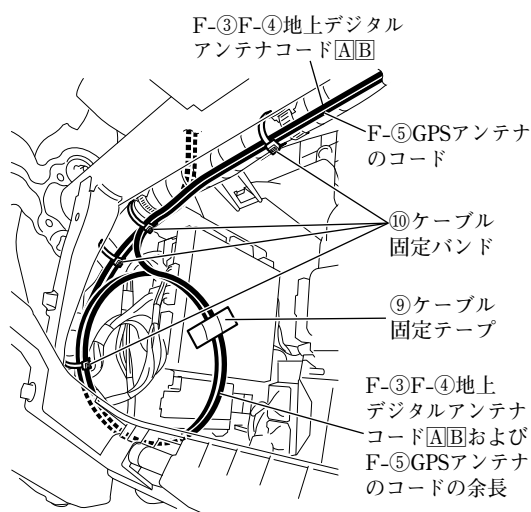 F-③F-④地上デジタル
アンテナコードAB
F-⑤GPSアンテナ
のコード
⑩ケーブル
固定バンド
⑨ケーブル
固定テープ
F-③F-④地上
デジタルアンテナ
コードABおよび
F-⑤GPSアンテナ
のコードの余長